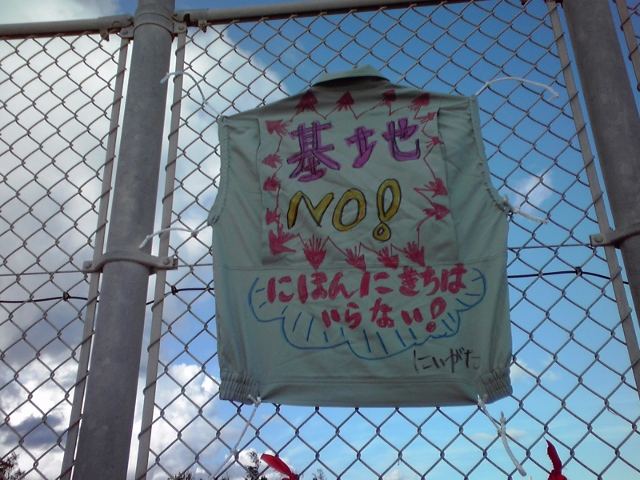 基地
NO!
にほんにきちは
いらない!
にいがた